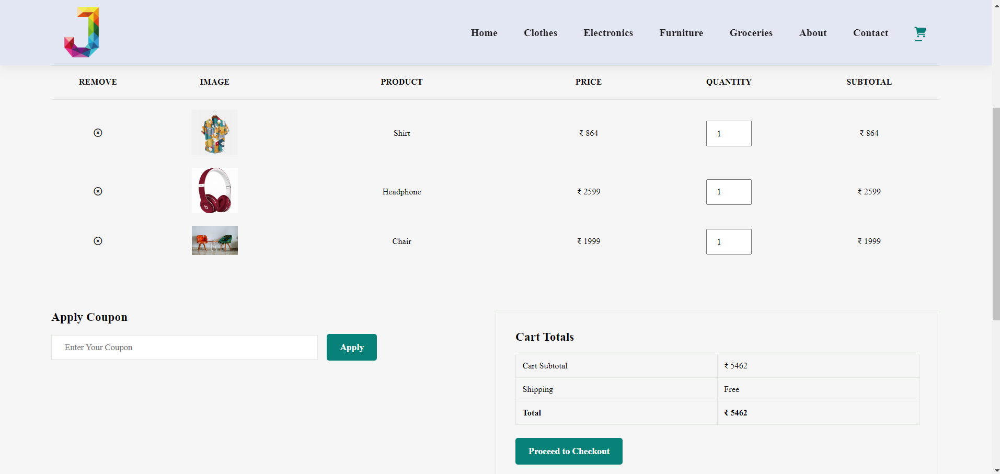 J
Home Clothes Electronics Furniture Groceries About Contact
REMOVE IMAGE PRODUCT PRICE QUANTITY SUBTOTAL
Shirt ₹ 864 1 ₹ 864
Headphone ₹ 2599 1 ₹ 2599
Chair ₹ 1999 1 ₹ 1999
Apply Coupon
Enter Your Coupon Apply
Cart Totals
Cart Subtotal ₹ 5462
Shipping Free
Total ₹ 5462
Proceed to Checkout